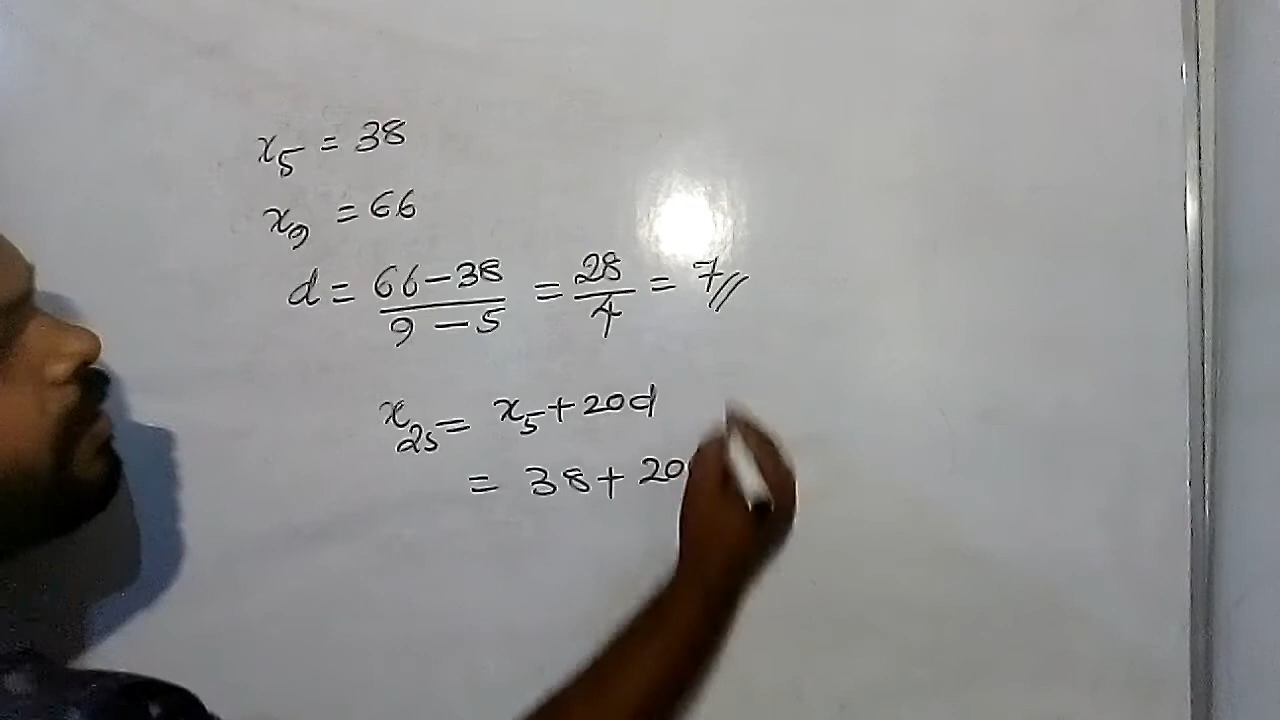 x₅ = 38
x₉ = 66
d = (66 – 38)/(9 – 5) = 28/4 = 7//
x₂₅ = x₅ + 20d
= 38 + 20